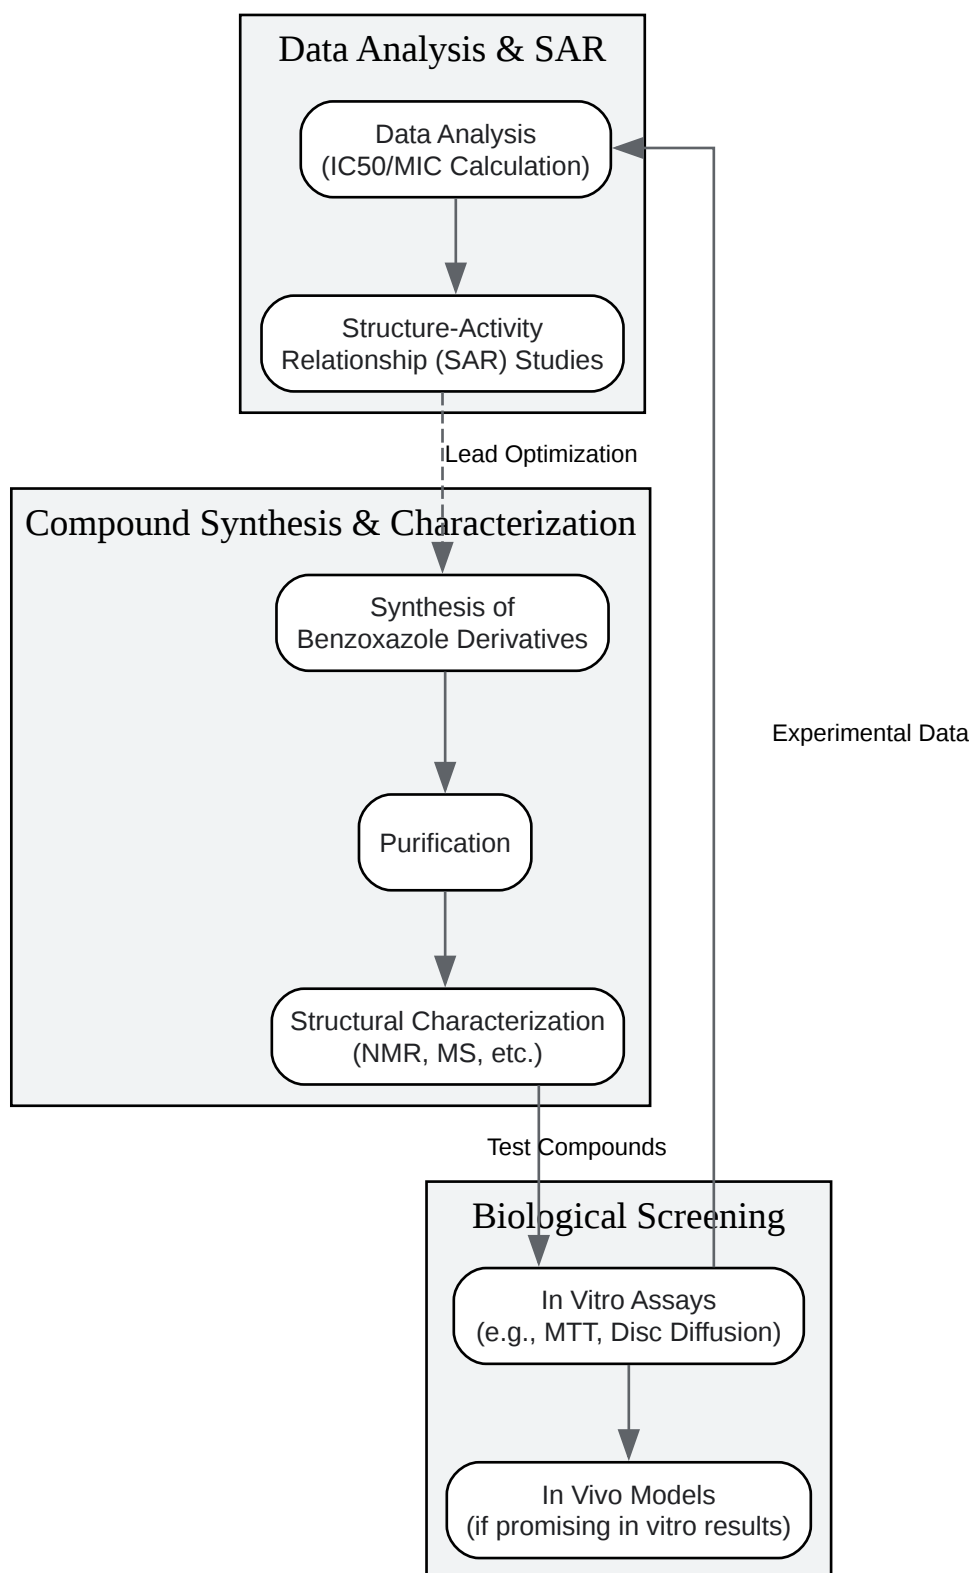 Data Analysis & SAR
Data Analysis
(IC50/MIC Calculation)
Structure-Activity
Relationship (SAR) Studies
Lead Optimization
Compound Synthesis & Characterization
Synthesis of
Benzoxazole Derivatives
Experimental Data
Purification
Structural Characterization
(NMR, MS, etc.)
Test Compounds
Biological Screening
In Vitro Assays
(e.g., MTT, Disc Diffusion)
In Vivo Models
(if promising in vitro results)